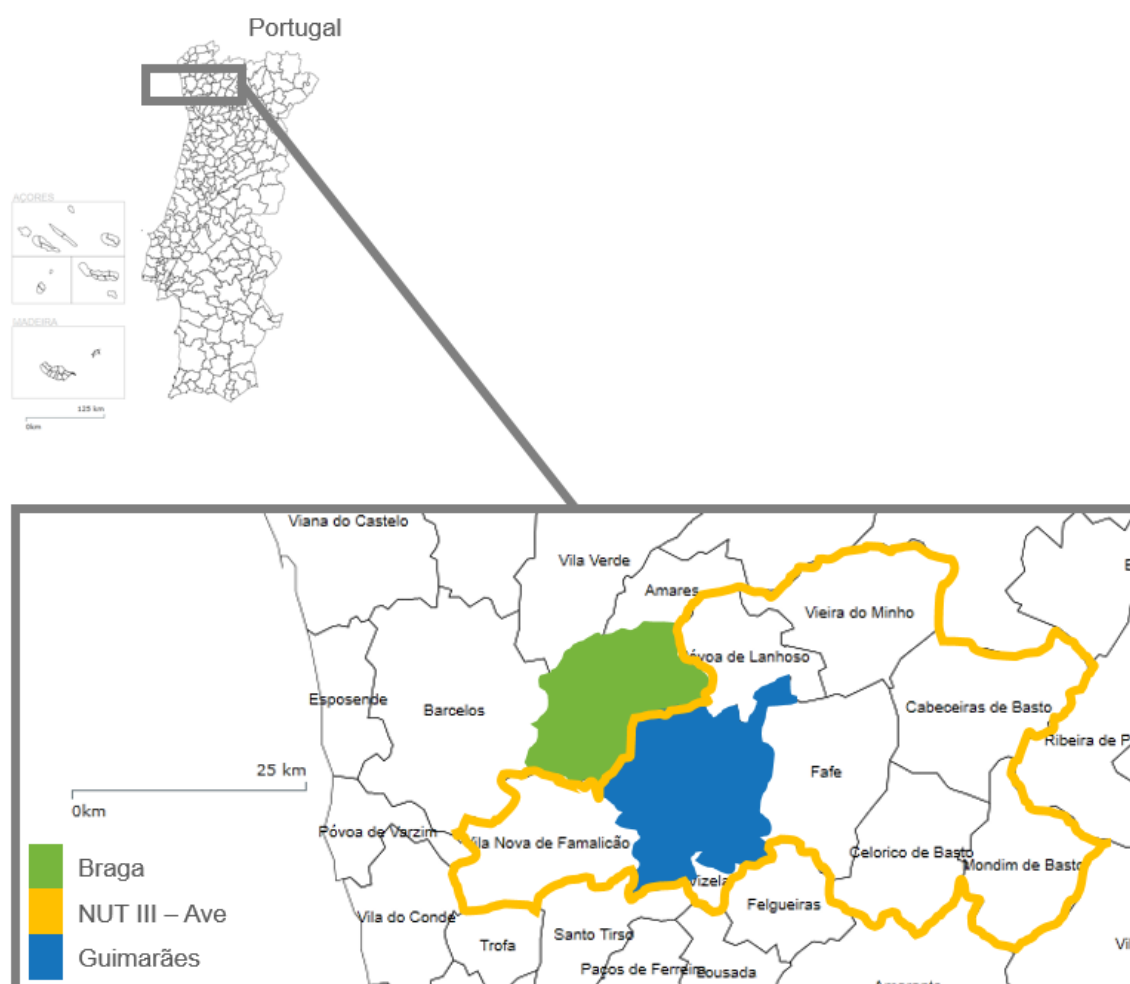 Portugal
AÇORES
MADEIRA
125 km
0km
Viana do Castelo
Vila Verde
Amares
Vieira do Minho
Póvoa de Lanhoso
Esposende
Barcelos
Cabeceiras de Basto
Ribeira de P
Fafe
25 km
0km
Póvoa de Varzim
Vila Nova de Famalicão
Celorico de Basto
Mondim de Basto
Braga
Vizela
NUT III – Ave
Vila do Conde
Felgueiras
Santo Tirso
Trofa
Vil
Guimarães
Paços de Ferreira
Lousada